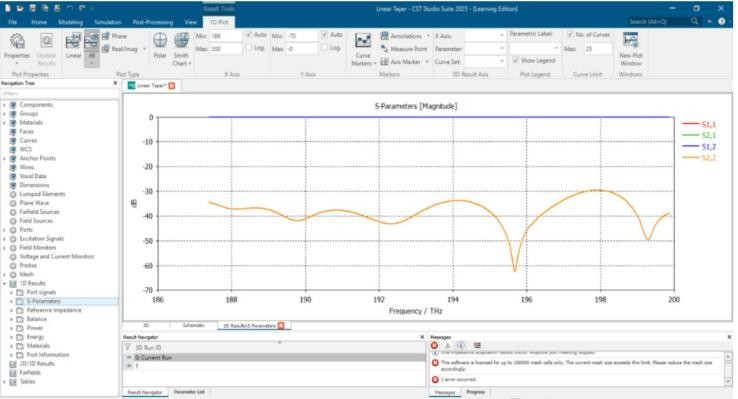 Result Tools
Linear Taper - CST Studio Suite 2025 - [Learning Edition]
File Home Modeling Simulation Post-Processing View 1D Plot
Search (Alt+Q)
Properties
Update Results
Linear
dB
Phase
Real/Imag
Polar
Smith Chart
Min: 186
Max: 200
Auto
Log.
Min: -70
Max: -0
Auto
Log.
Curve Markers
Annotations
Measure Point
Axis Marker
X Axis:
Parameter:
Curve Set:
Parametric Label:
Show Legend
No. of Curves
Max: 25
New Plot Window
Plot Properties
Plot Type
X Axis
Y Axis
Markers
0D Result Axis
Plot Legend
Curve Limit
Windows
Navigation Tree
<Filter>
Components
Groups
Materials
Faces
Curves
WCS
Anchor Points
Wires
Voxel Data
Dimensions
Lumped Elements
Plane Wave
Farfield Sources
Field Sources
Ports
Excitation Signals
Field Monitors
Voltage and Current Monitors
Probes
Mesh
1D Results
Port signals
S-Parameters
Reference Impedance
Balance
Power
Energy
Materials
Port Information
2D/3D Results
Farfields
Tables
Linear Taper*
S-Parameters [Magnitude]
0
-10
-20
-30
-40
-50
-60
-70
dB
186 188 190 192 194 196 198 200
Frequency / THz
S1,1
S2,1
S1,2
S2,2
3D
Schematic
1D Results\S-Parameters
Result Navigator
3D Run ID
0: Current Run
1
Result Navigator
Parameter List
Messages
This software is licensed for up to 100000 mesh cells only. The current mesh size exceeds this limit. Please reduce the mesh size
accordingly.
1 error occurred.
Messages
Progress